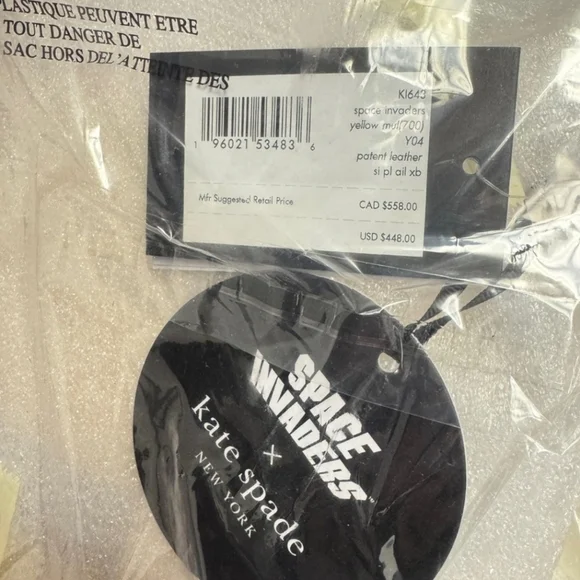 PLASTIQUE PEUVENT ETRE
TOUT DANGER DE
SAC HORS DE L'ATTEINTE DES
KI643
space invaders
yellow mul(700)
Y04
patent leather
si pl ail xb
1 96021 53483 6
Mfr Suggested Retail Price
CAD $558.00
USD $448.00
SPACE
INVADERS™
×
kate spade
NEW YORK